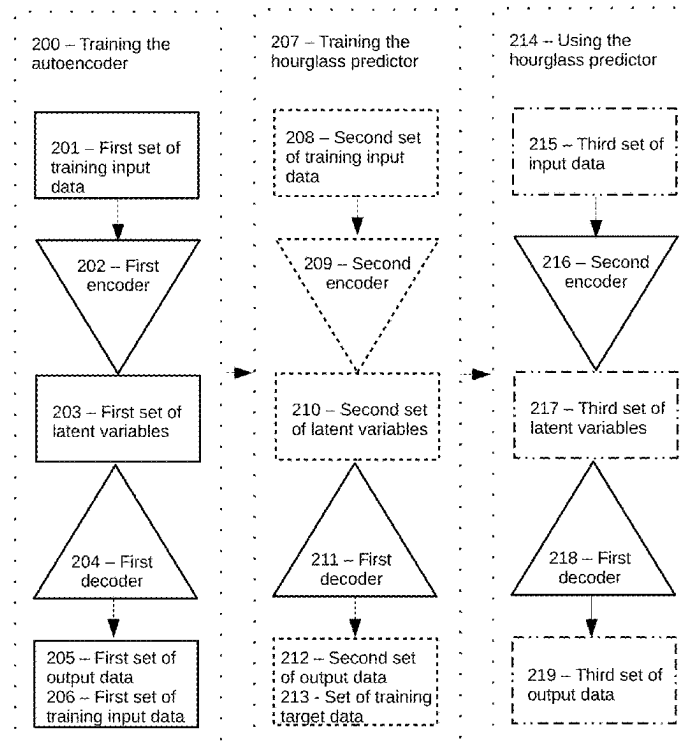 200 – Training the
autoencoder
201 – First set of
training input
data
202 – First
encoder
203 – First set of
latent variables
204 – First
decoder
205 – First set of
output data
206 – First set of
training input data
207 – Training the
hourglass predictor
208 – Second set
of training input
data
209 – Second
encoder
210 – Second set
of latent variables
211 – First
decoder
212 – Second set
of output data
213 - Set of training
target data
214 – Using the
hourglass predictor
215 – Third set of
input data
216 – Second
encoder
217 – Third set of
latent variables
218 – First
decoder
219 – Third set of
output data